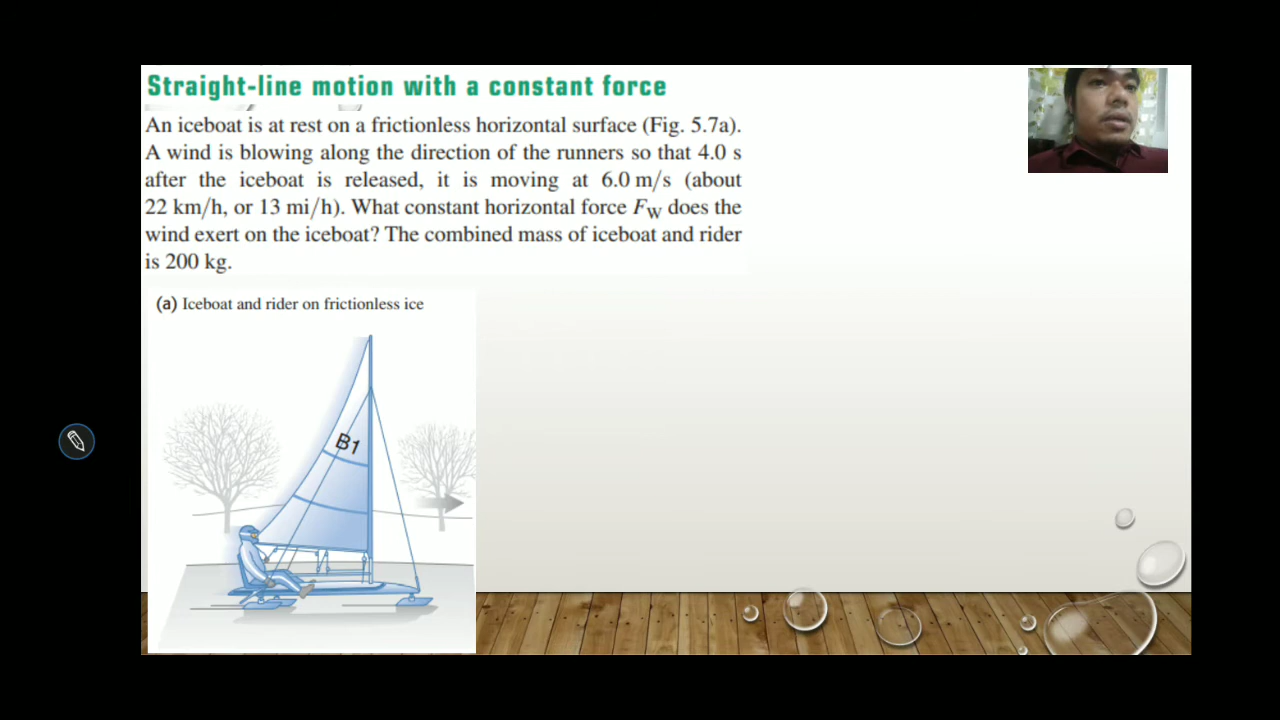 Straight-line motion with a constant force
An iceboat is at rest on a frictionless horizontal surface (Fig. 5.7a).
A wind is blowing along the direction of the runners so that 4.0 s
after the iceboat is released, it is moving at 6.0 m/s (about
22 km/h, or 13 mi/h). What constant horizontal force FW does the
wind exert on the iceboat? The combined mass of iceboat and rider
is 200 kg.
(a) Iceboat and rider on frictionless ice
B1